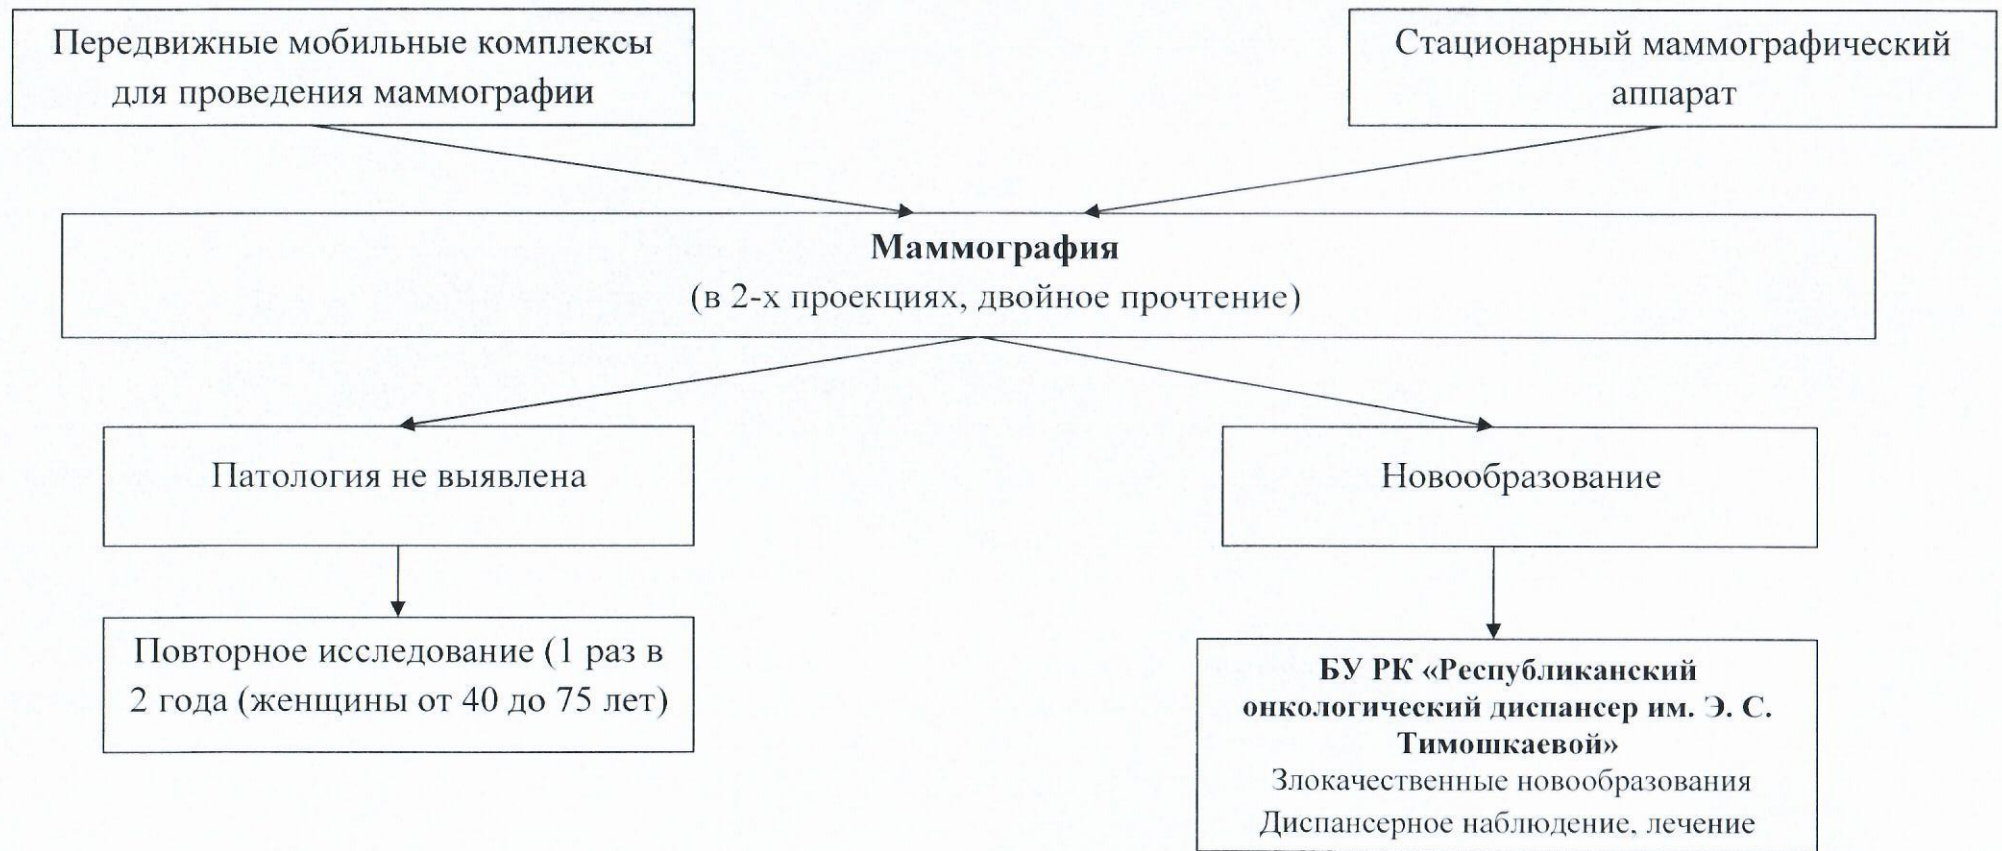 Передвижные мобильные комплексы
для проведения маммографии
Стационарный маммографический
аппарат
Маммография
(в 2-х проекциях, двойное прочтение)
Патология не выявлена
Новообразование
Повторное исследование (1 раз в
2 года (женщины от 40 до 75 лет)
БУ РК «Республиканский
онкологический диспансер им. Э. С.
Тимошкаевой»
Злокачественные новообразования
Диспансерное наблюдение, лечение